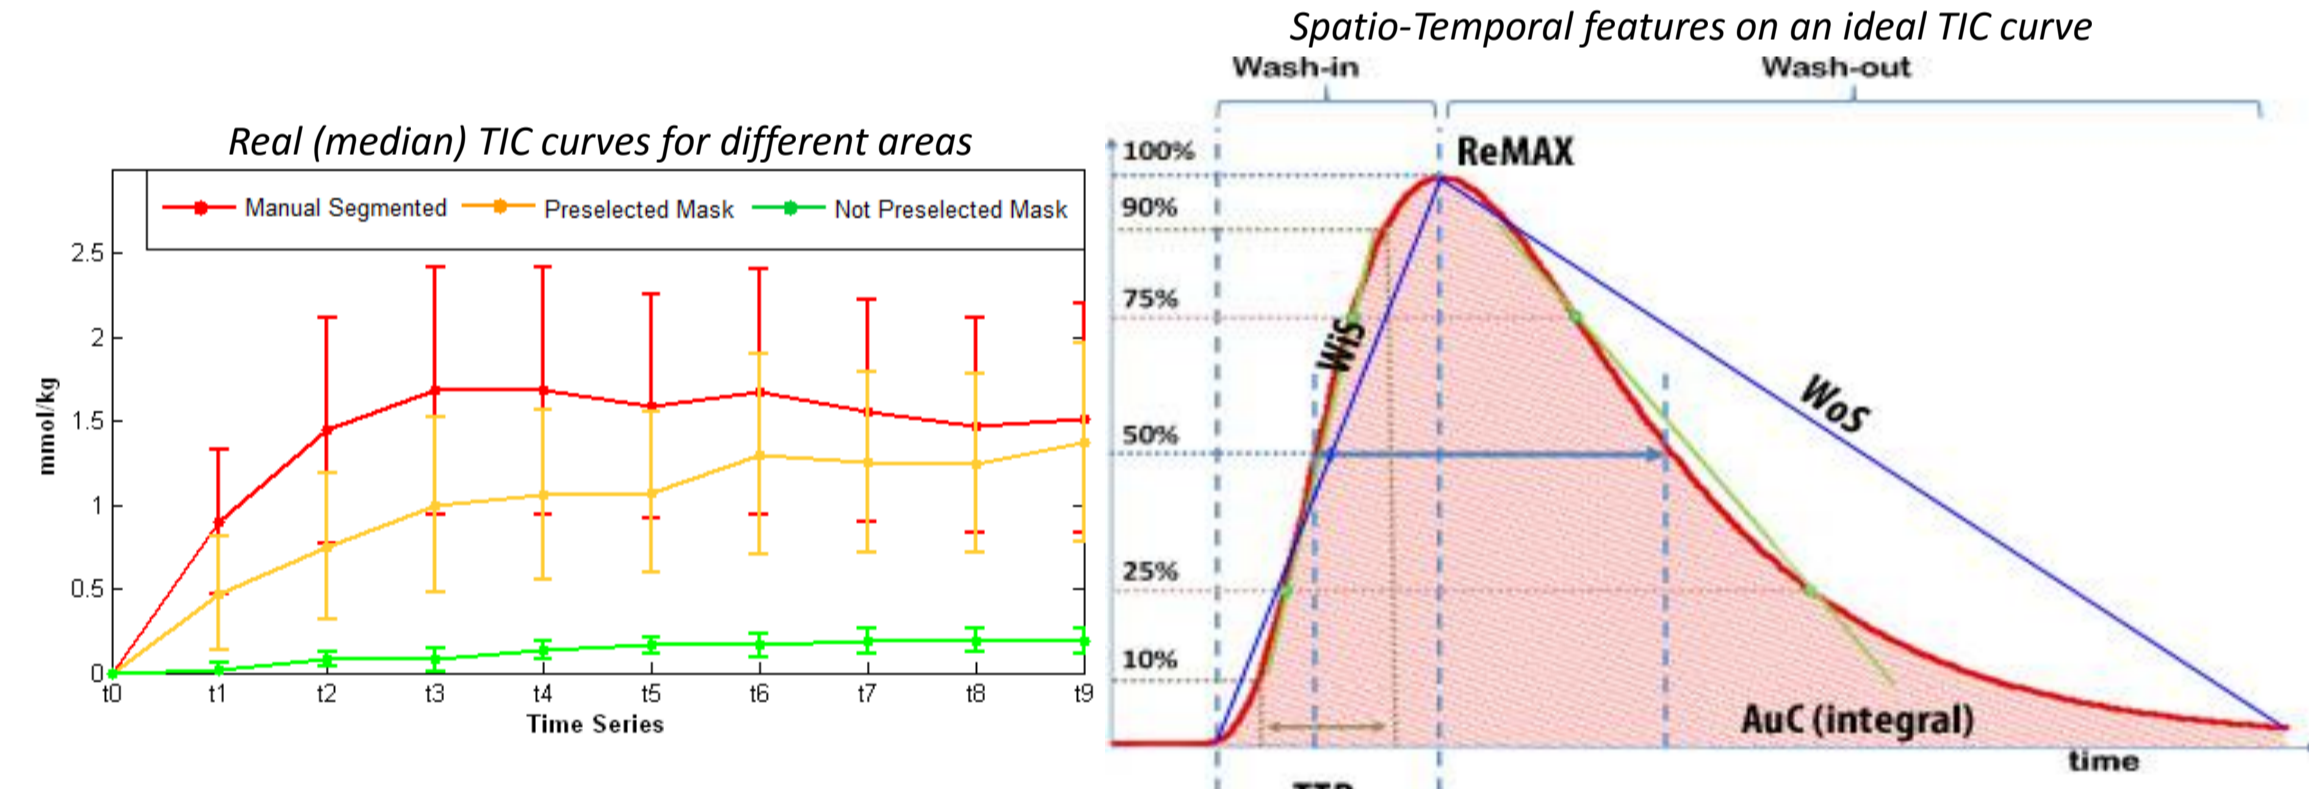 Spatio-Temporal features on an ideal TIC curve
Wash-in
Wash-out
Real (median) TIC curves for different areas
Manual Segmented
Preselected Mask
Not Preselected Mask
2.5
2
1.5
1
0.5
0
mmol/kg
t0 t1 t2 t3 t4 t5 t6 t7 t8 t9
Time Series
100%
90%
75%
50%
25%
10%
ReMAX
WiS
WoS
AuC (integral)
time